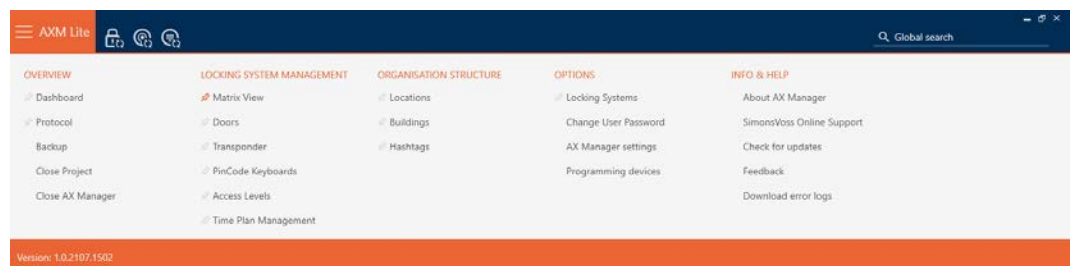 AXM Lite
Global search
OVERVIEW
Dashboard
Protocol
Backup
Close Project
Close AX Manager
LOCKING SYSTEM MANAGEMENT
Matrix View
Doors
Transponder
PinCode Keyboards
Access Levels
Time Plan Management
ORGANISATION STRUCTURE
Locations
Buildings
Hashtags
OPTIONS
Locking Systems
Change User Password
AX Manager settings
Programming devices
INFO & HELP
About AX Manager
SimonsVoss Online Support
Check for updates
Feedback
Download error logs
Version: 1.0.2107.1502